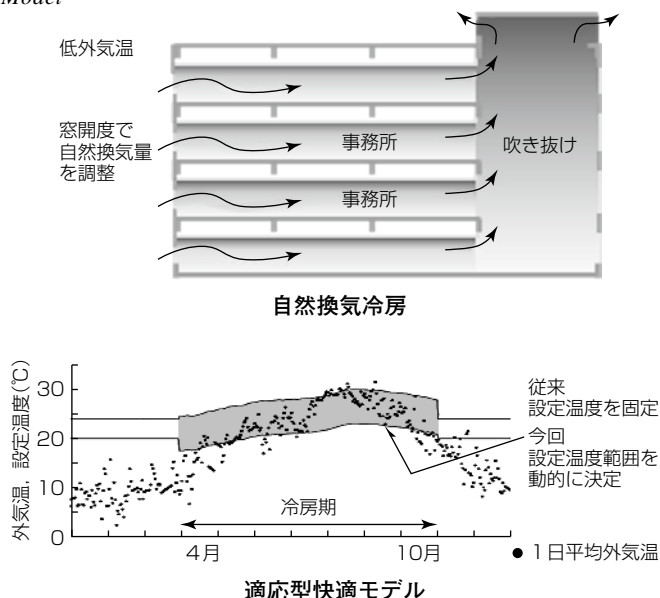 Model
低外気温
窓開度で
自然換気量
を調整
事務所
事務所
吹き抜け
自然換気冷房
外気温,設定温度(℃)
30
20
10
0
冷房期
4月
10月
従来
設定温度を固定
今回
設定温度範囲を
動的に決定
● 1日平均外気温
適応型快適モデル